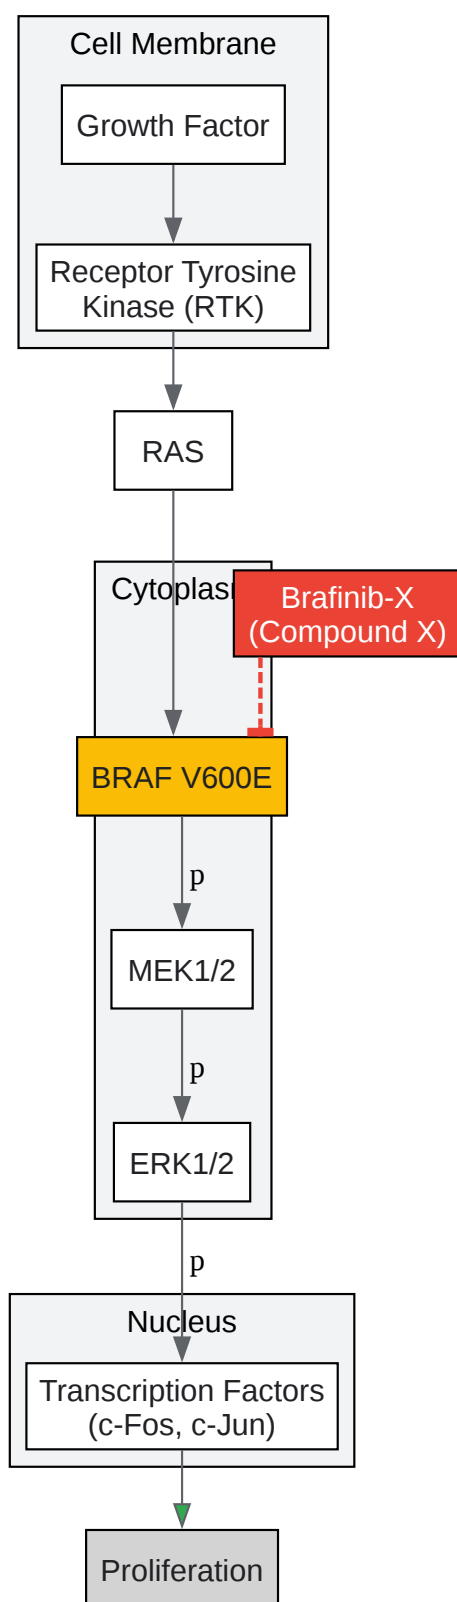 Cell Membrane
Growth Factor
Receptor Tyrosine
Kinase (RTK)
RAS
Cytoplasm
Brafinib-X
(Compound X)
BRAF V600E
p
MEK1/2
p
ERK1/2
p
Nucleus
Transcription Factors
(c-Fos, c-Jun)
Proliferation